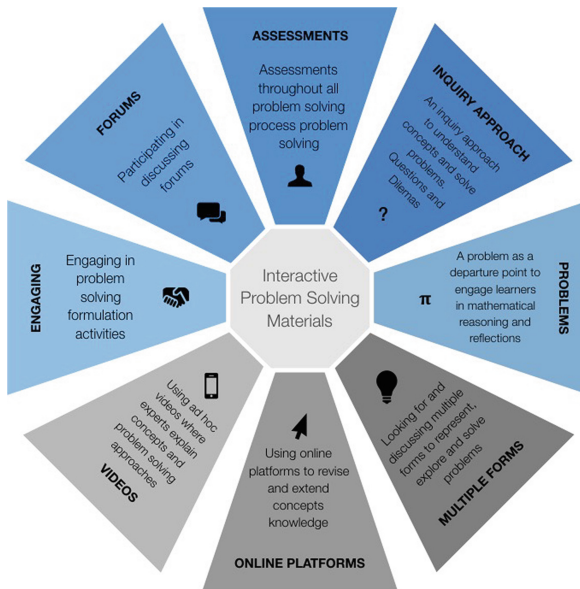 ASSESSMENTS
Assessments
throughout all
problem solving
process problem
solving
INQUIRY APPROACH
An inquiry approach
to understand
concepts and solve
problems.
Questions and
Dilemas
?
PROBLEMS
A problem as a
departure point to
engage learners
in mathematical
reasoning and
reflections
π
MULTIPLE FORMS
Looking for and
discussing multiple
forms to represent,
explore and solve
problems
ONLINE PLATFORMS
Using online
platforms to revise
and extend
concepts
knowledge
VIDEOS
Using ad hoc
videos where
experts explain
concepts and
problem solving
approaches
ENGAGING
Engaging in
problem
solving
formulation
activities
FORUMS
Participating in
discussing
forums
Interactive
Problem Solving
Materials